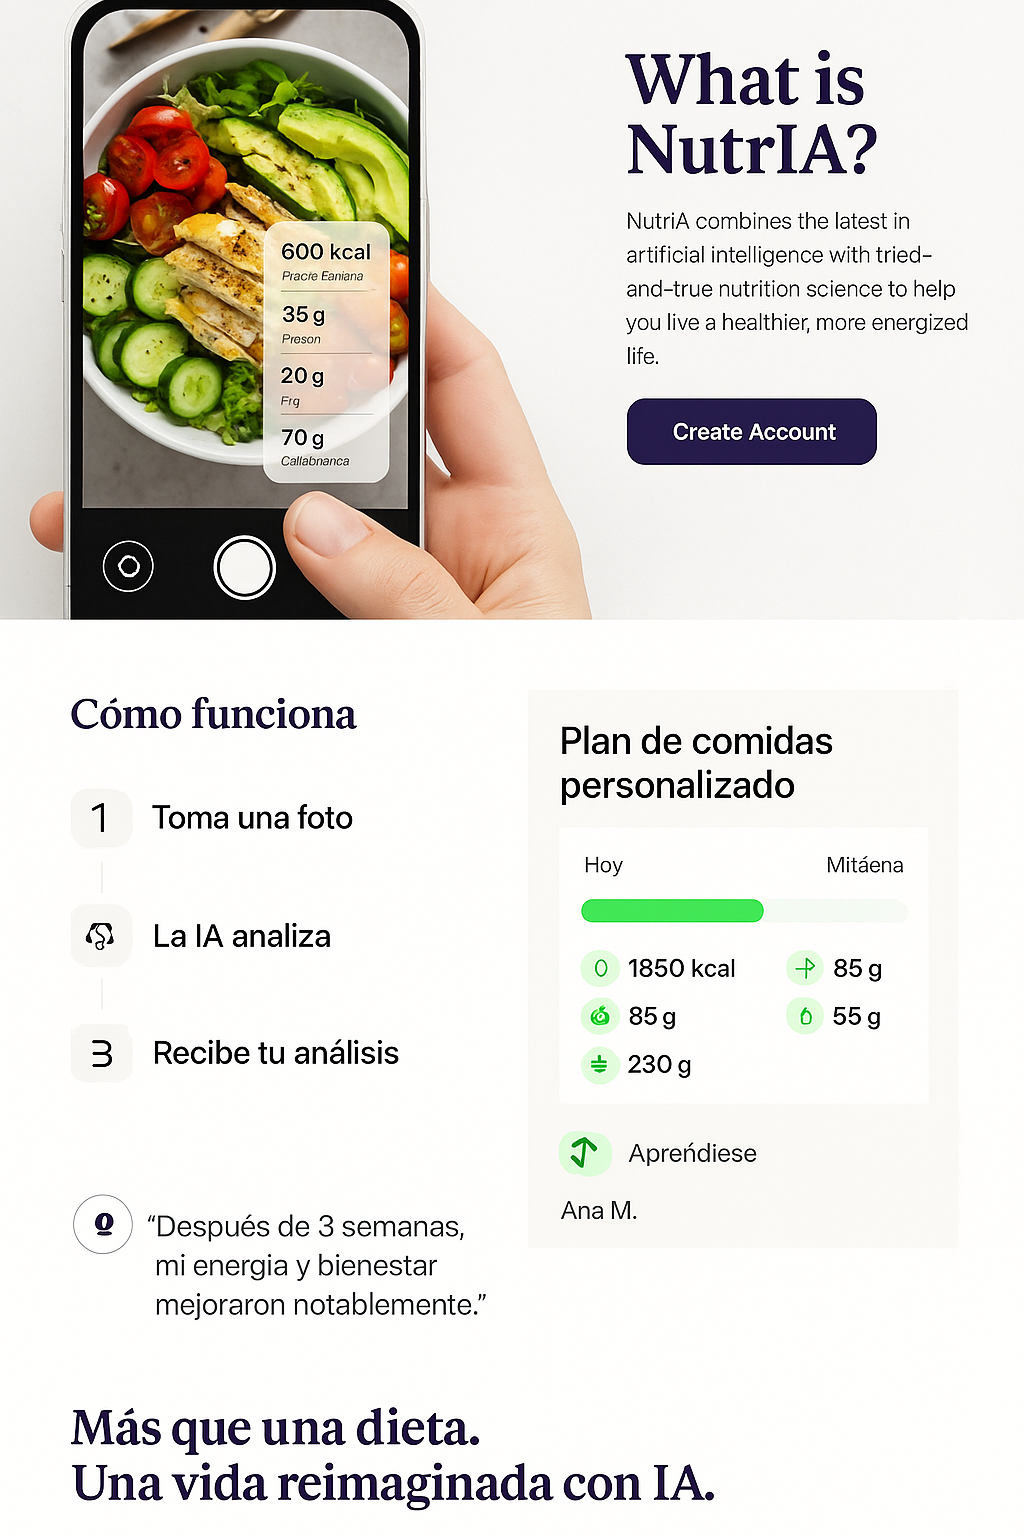 What is
NutrIA?
NutriA combines the latest in
artificial intelligence with tried-
and-true nutrition science to help
you live a healthier, more energized
life.
Create Account
600 kcal
Pracŕe Eaniana
35 g
Preson
20 g
Frg
70 g
Callabnanca
Cómo funciona
1 Toma una foto
La IA analiza
3 Recibe tu análisis
“Después de 3 semanas,
mi energia y bienestar
mejoraron notablemente.”
Plan de comidas
personalizado
Hoy Mitáena
1850 kcal 85 g
85 g 55 g
230 g
Apreńdiese
Ana M.
Más que una dieta.
Una vida reimaginada con IA.